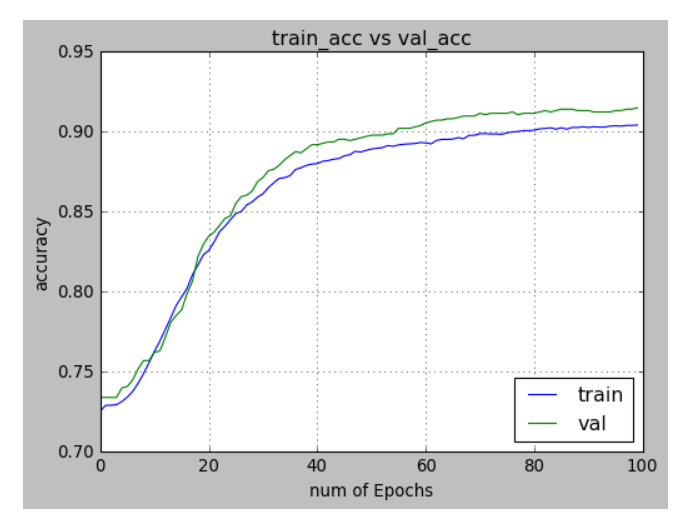 train_acc vs val_acc
0.95
0.90
0.85
0.80
0.75
0.70
accuracy
train
val
0 20 40 60 80 100
num of Epochs